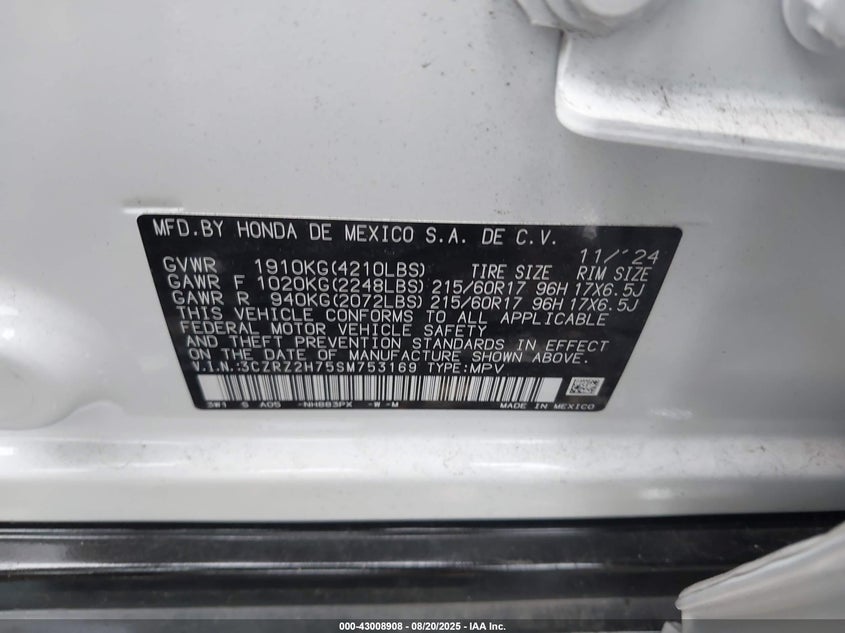 MFD.BY HONDA DE MEXICO S.A. DE C.V.
11/'24
GVWR 1910KG(4210LBS) TIRE SIZE RIM SIZE
GAWR F 1020KG(2248LBS) 215/60R17 96H 17X6.5J
GAWR R 940KG(2072LBS) 215/60R17 96H 17X6.5J
THIS VEHICLE CONFORMS TO ALL APPLICABLE
FEDERAL MOTOR VEHICLE SAFETY
AND THEFT PREVENTION STANDARDS IN EFFECT
ON THE DATE OF MANUFACTURE SHOWN ABOVE.
V.I.N.:3CZRZ2H75SM753169 TYPE:MPV
3W1 S A05 -NH883PX -W-M MADE IN MEXICO
000-43008908 - 08/20/2025 - IAA Inc.